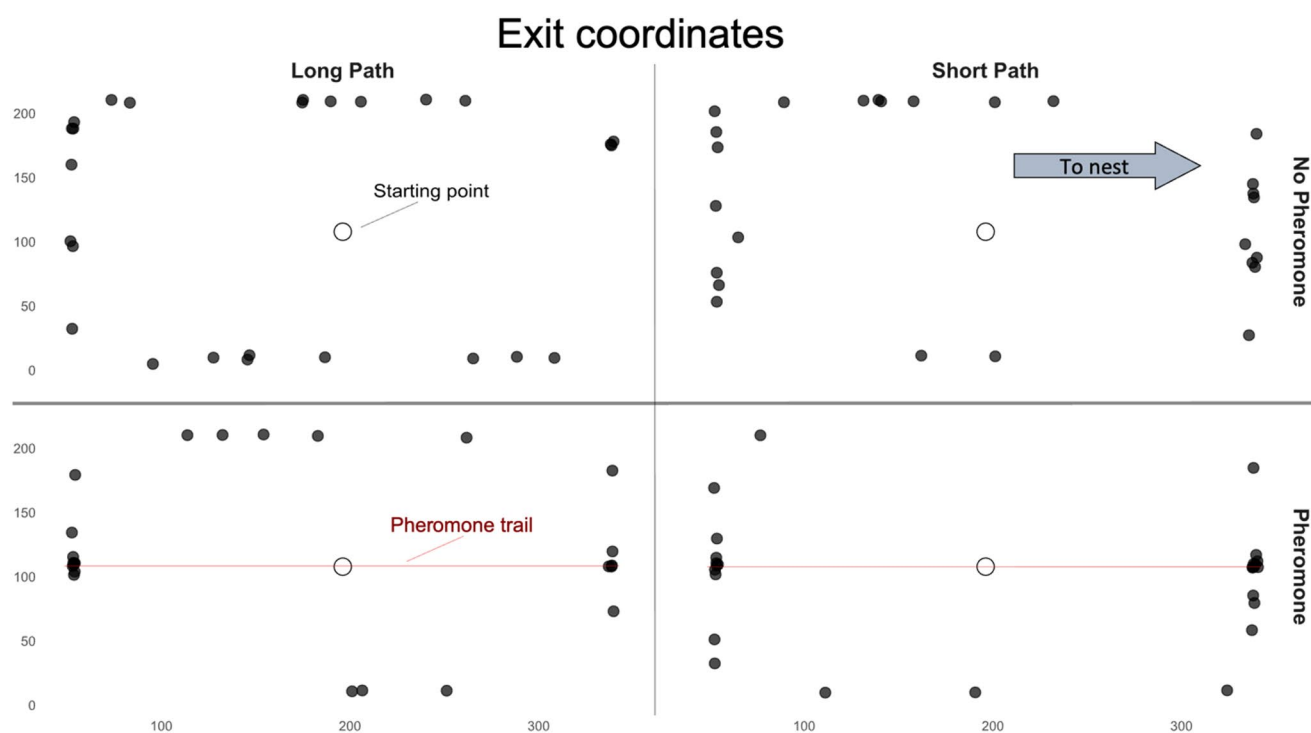 Exit coordinates
Long Path
Short Path
200
150
100
50
0
Starting point
To nest
No Pheromone
200
150
100
50
0
Pheromone trail
Pheromone
100
200
300
100
200
300